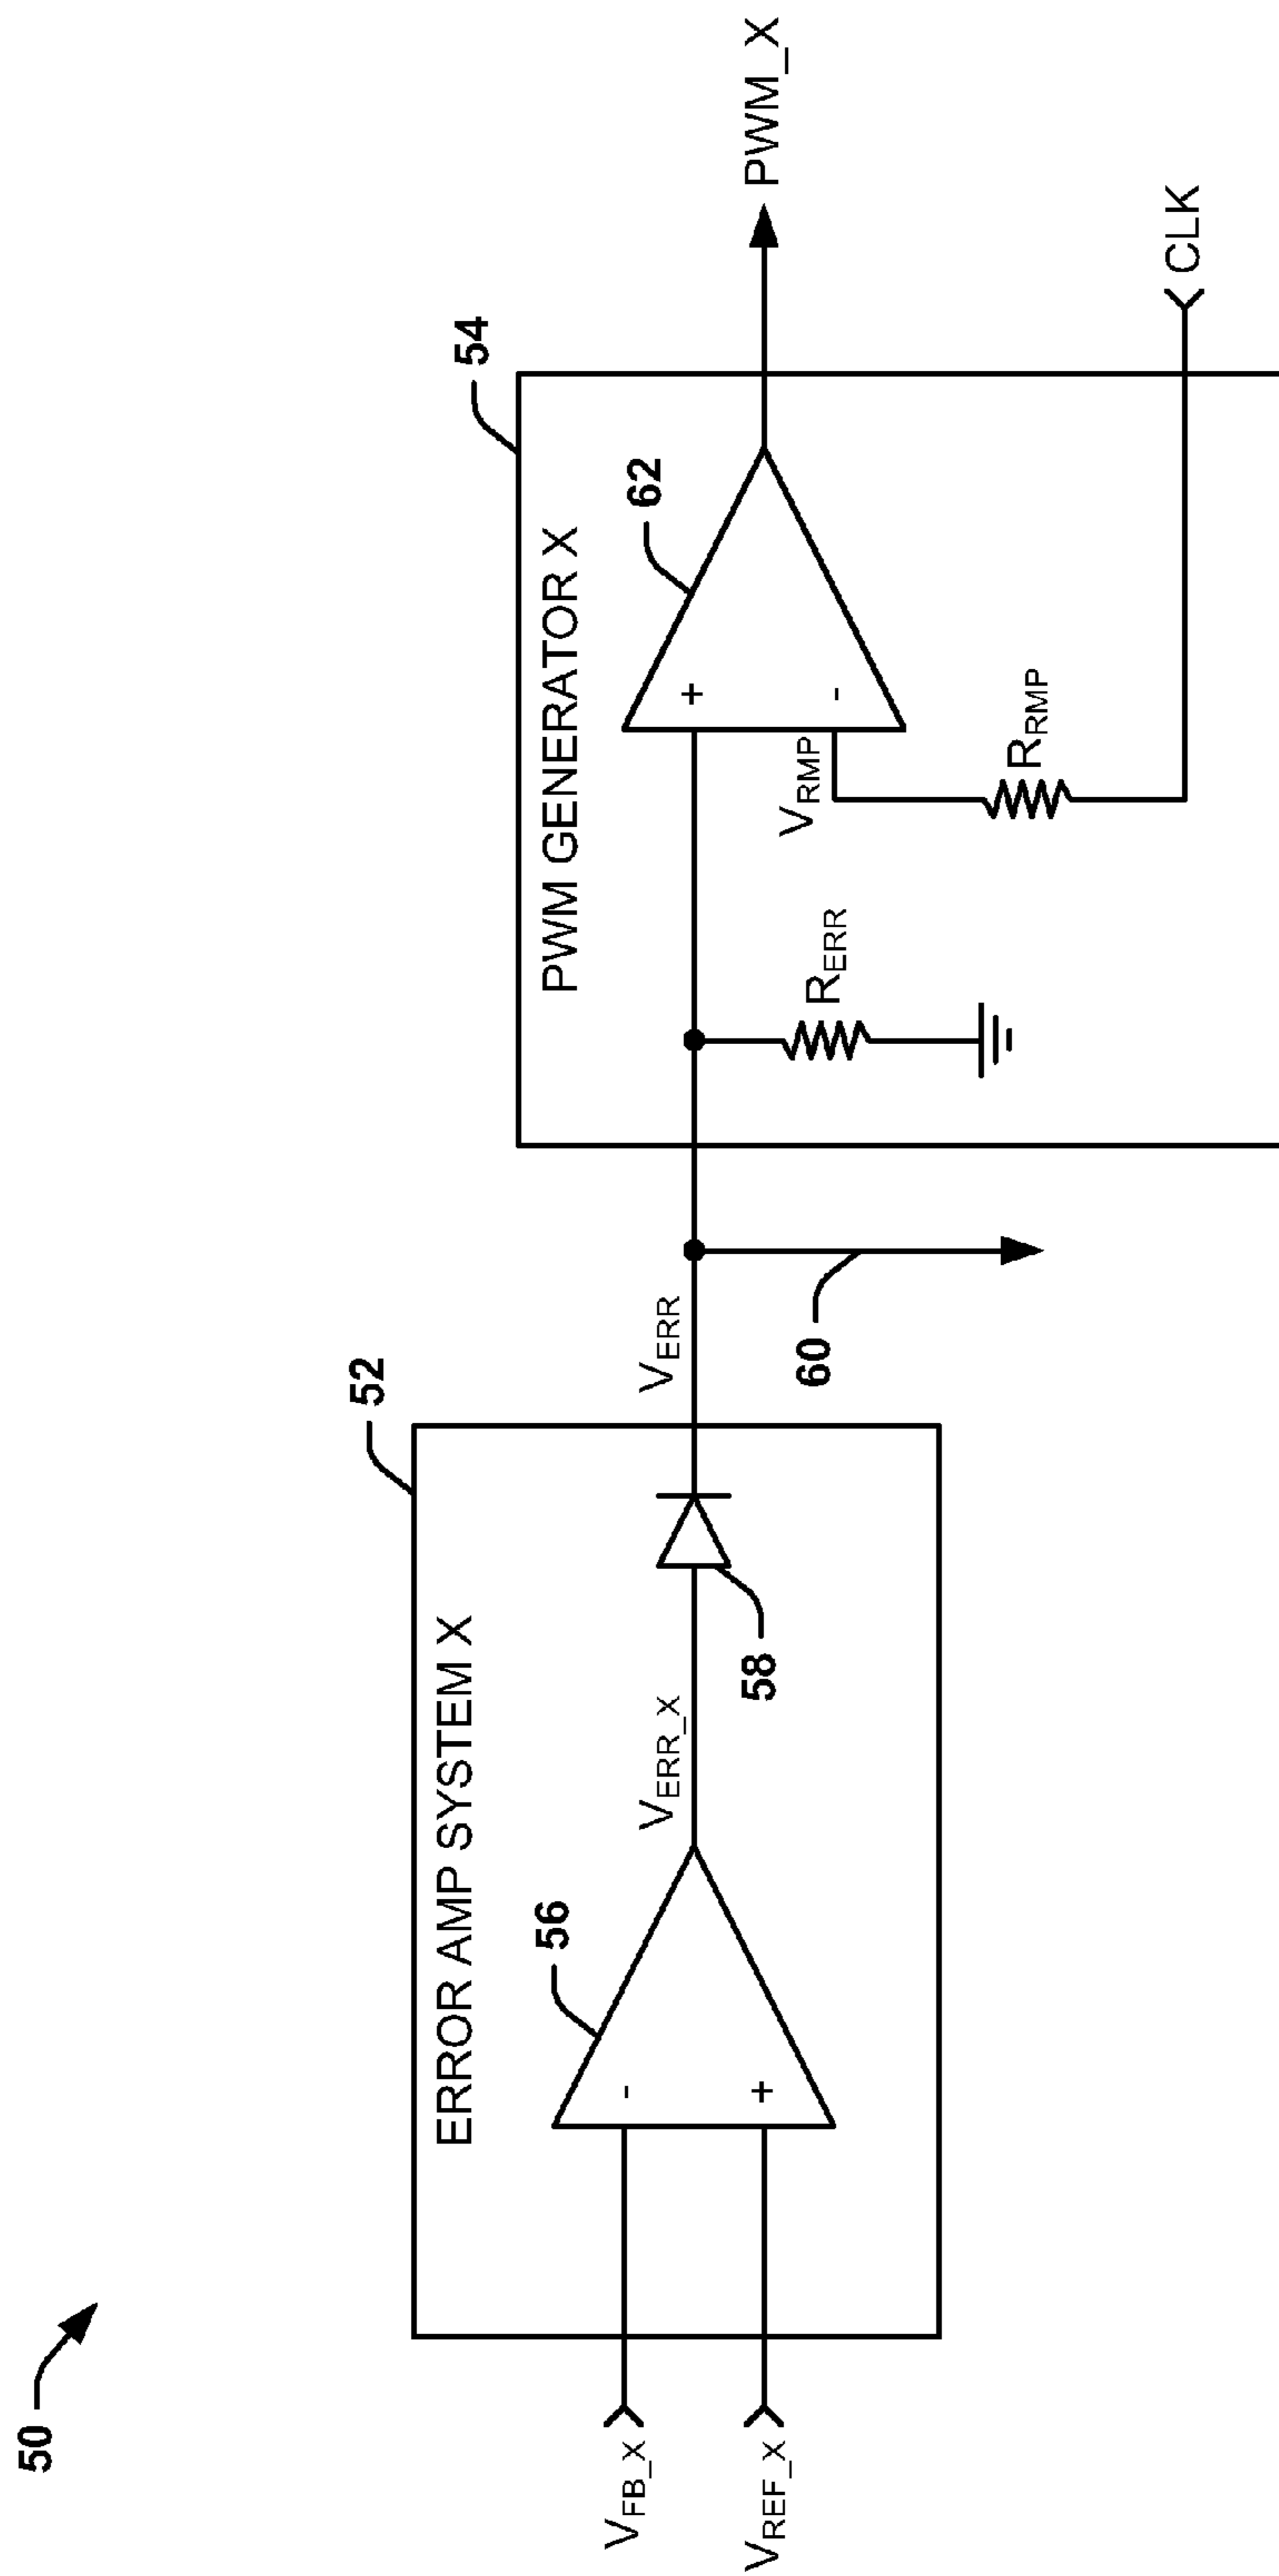 50
ERROR AMP SYSTEM X
52
56
-
+
V_FB_X
V_REF_X
V_ERR_X
58
V_ERR
60
PWM GENERATOR X
54
62
+
-
V_RMP
R_ERR
R_RMP
PWM_X
CLK